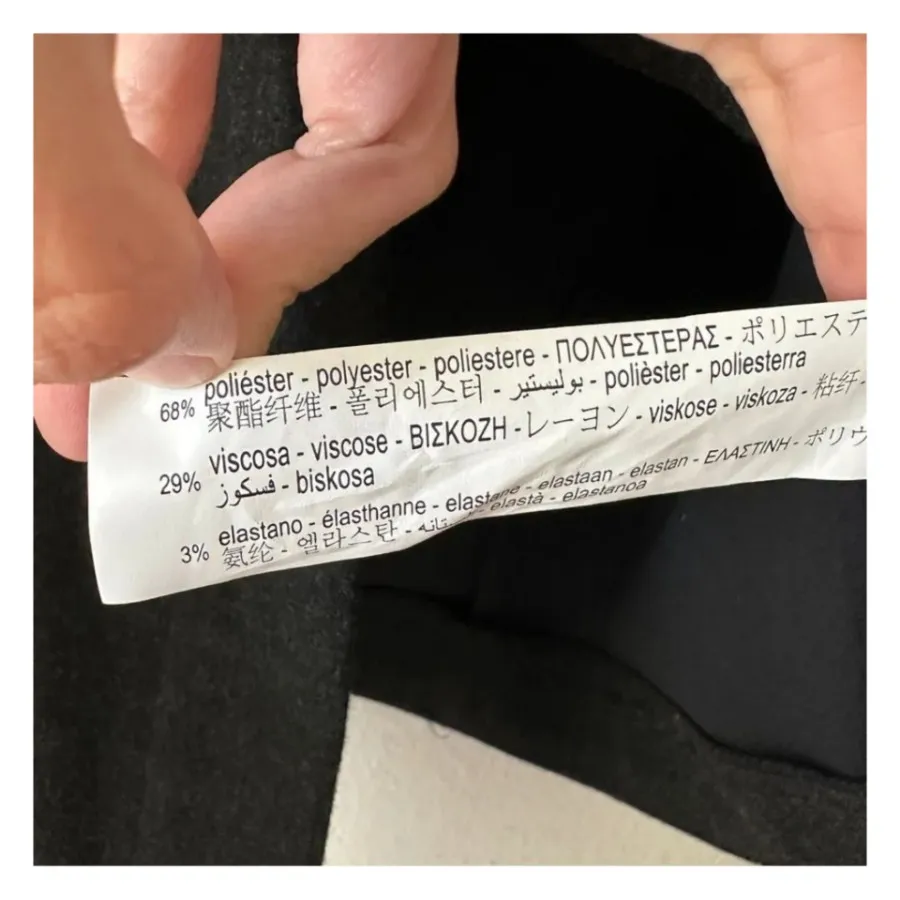 68% poliéster - polyester - poliestere - ΠΟΛΥΕΣΤΕΡΑΣ - ポリエステ
聚酯纤维 - 폴리에스터 - بوليستير - polièster - poliesterra
29% viscosa - viscose - ΒΙΣΚΟΖΗ - レーヨン - viskose - viskoza - 粘纤 -
فسكوز - biskosa
3% elastano - élasthanne - elastane - elastaan - elastan - ΕΛΑΣΤΙΝΗ - ポリウ
氨纶 - 엘라스탄 - elastà - elastanoa